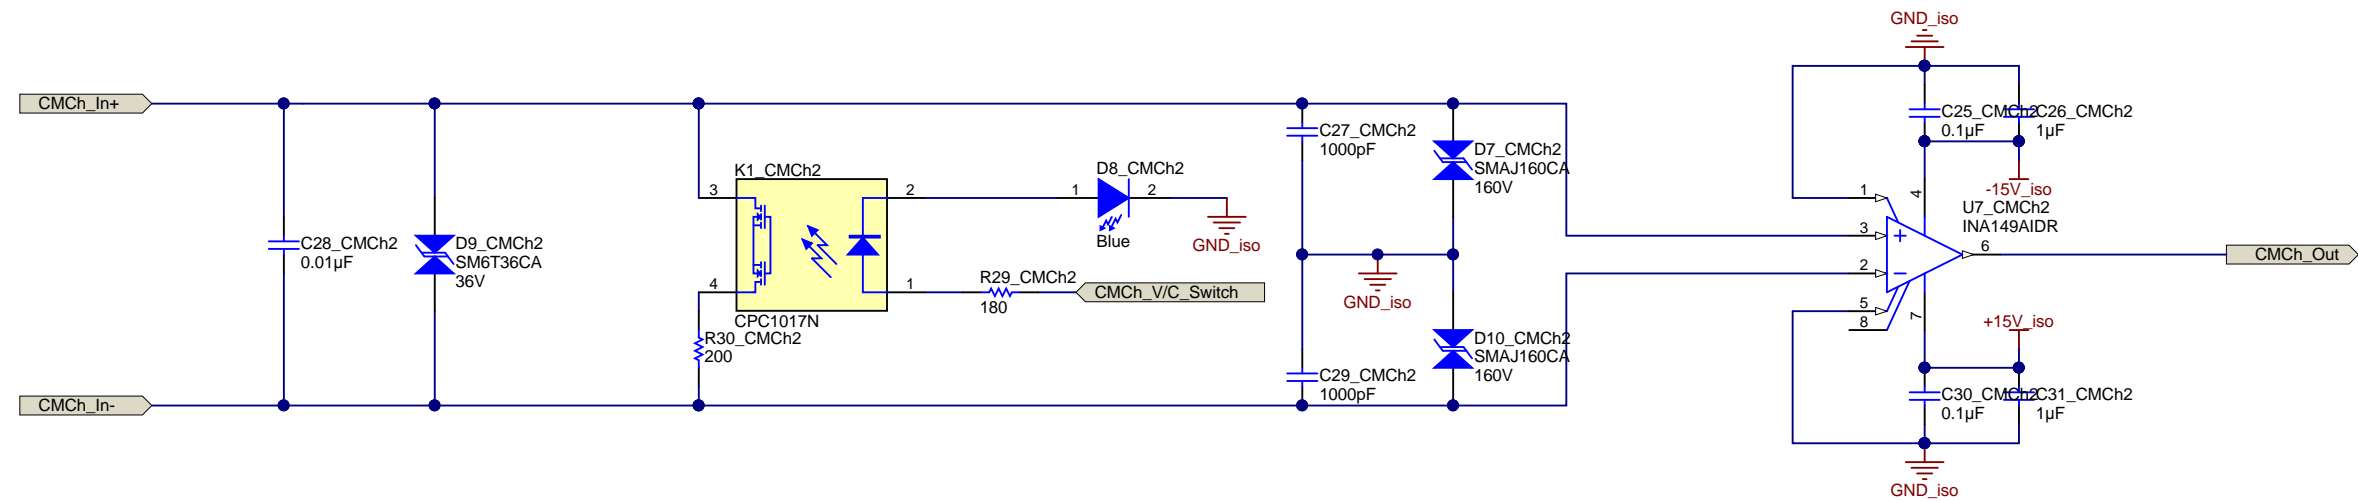 GND_iso
CMCh_In+
C27_CMCh2
1000pF
C25_CMCh2
0.1µF
C26_CMCh2
1µF
D7_CMCh2
SMAJ160CA
160V
K1_CMCh2
3
2
D8_CMCh2
1
2
Blue
GND_iso
1
4
-15V_iso
U7_CMCh2
INA149AIDR
3
+
6
CMCh_Out
C28_CMCh2
0.01µF
D9_CMCh2
SM6T36CA
36V
2
−
4
1
CPC1017N
R29_CMCh2
180
CMCh_V/C_Switch
GND_iso
5
8
7
+15V_iso
R30_CMCh2
200
D10_CMCh2
SMAJ160CA
160V
C29_CMCh2
1000pF
C30_CMCh2
0.1µF
C31_CMCh2
1µF
CMCh_In-
GND_iso